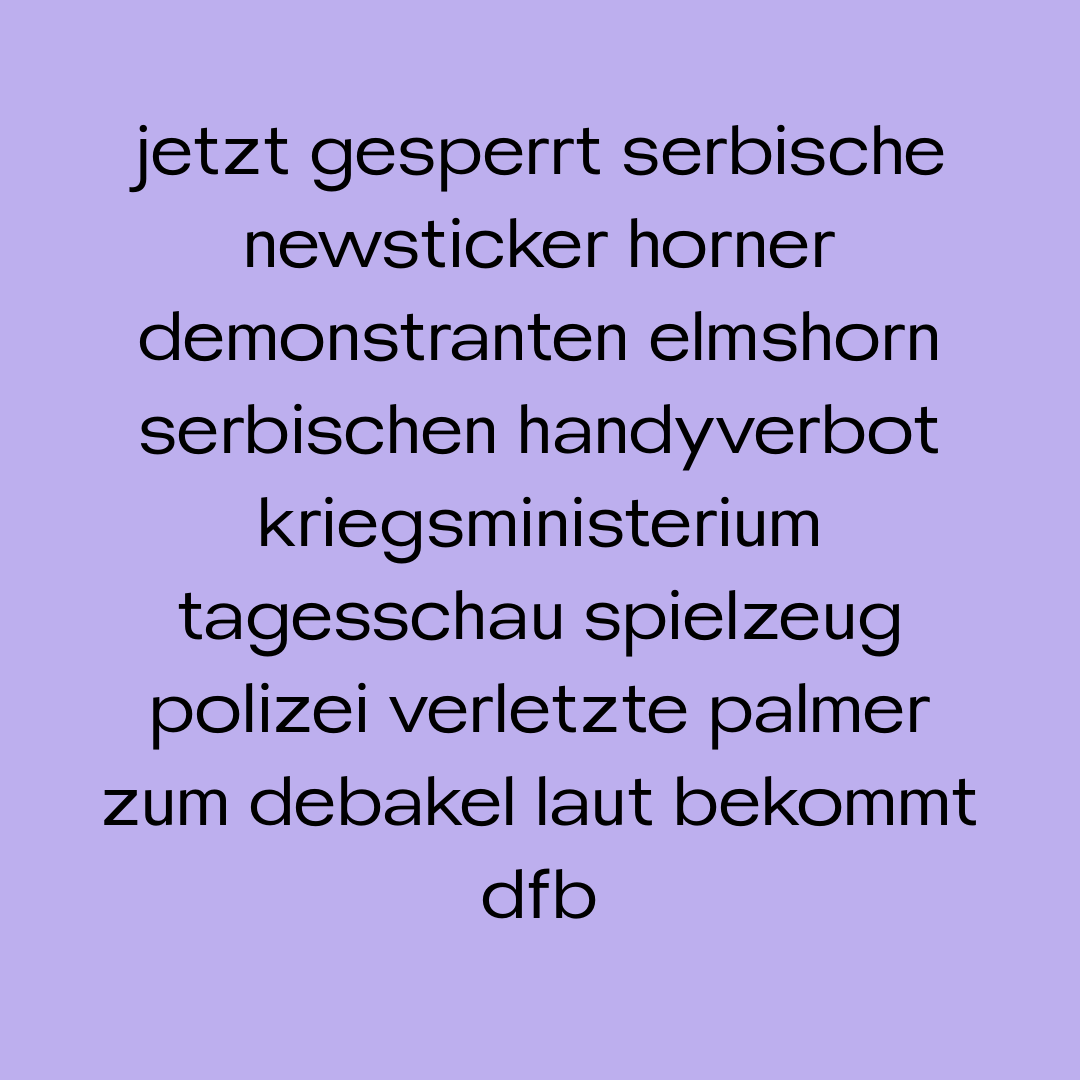 jetzt gesperrt serbische
newsticker horner
demonstranten elmshorn
serbischen handyverbot
kriegsministerium
tagesschau spielzeug
polizei verletzte palmer
zum debakel laut bekommt
dfb